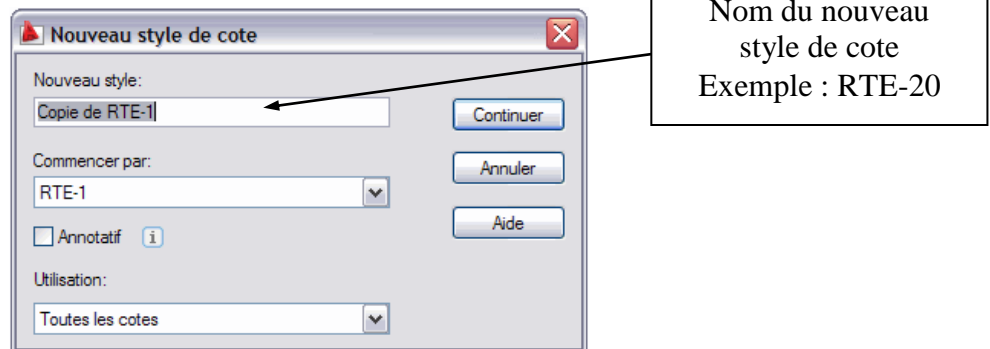 Nom du nouveau
style de cote
Exemple : RTE-20
Nouveau style de cote
Nouveau style:
Copie de RTE-1
Continuer
Commencer par:
Annuler
RTE-1
Aide
Annotatif
Utilisation:
Toutes les cotes